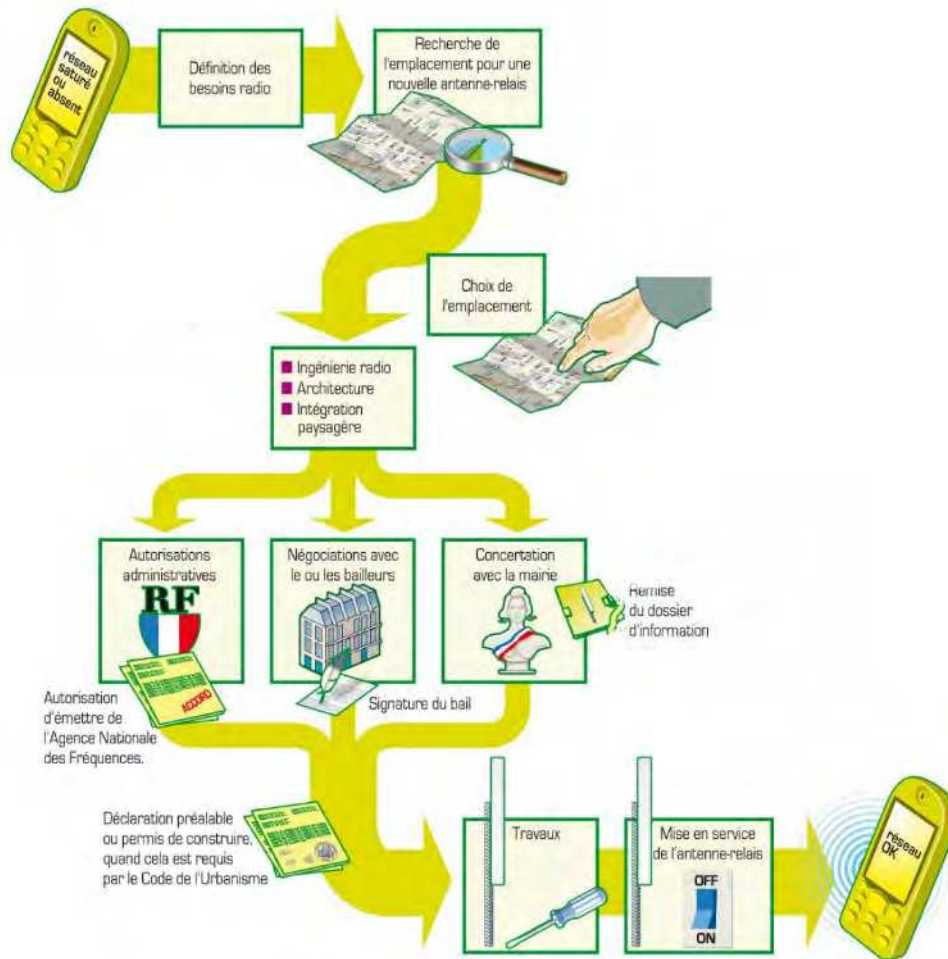 réseau
saturé
ou
absent
Définition des
besoins radio
Recherche de
l'emplacement pour une
nouvelle antenne-relais
Choix de
l'emplacement
Ingénierie radio
Architecture
Intégration
paysagère
Autorisations
administratives
RF
ACCORD
Autorisation
d'émettre de
l'Agence Nationale
des Fréquences.
Négociations avec
le ou les bailleurs
Signature du bail
Concertation
avec la mairie
Remise
du dossier
d'information
Déclaration préalable
ou permis de construire,
quand cela est requis
par le Code de l'Urbanisme
Travaux
Mise en service
de l'antenne-relais
OFF
ON
réseau
OK